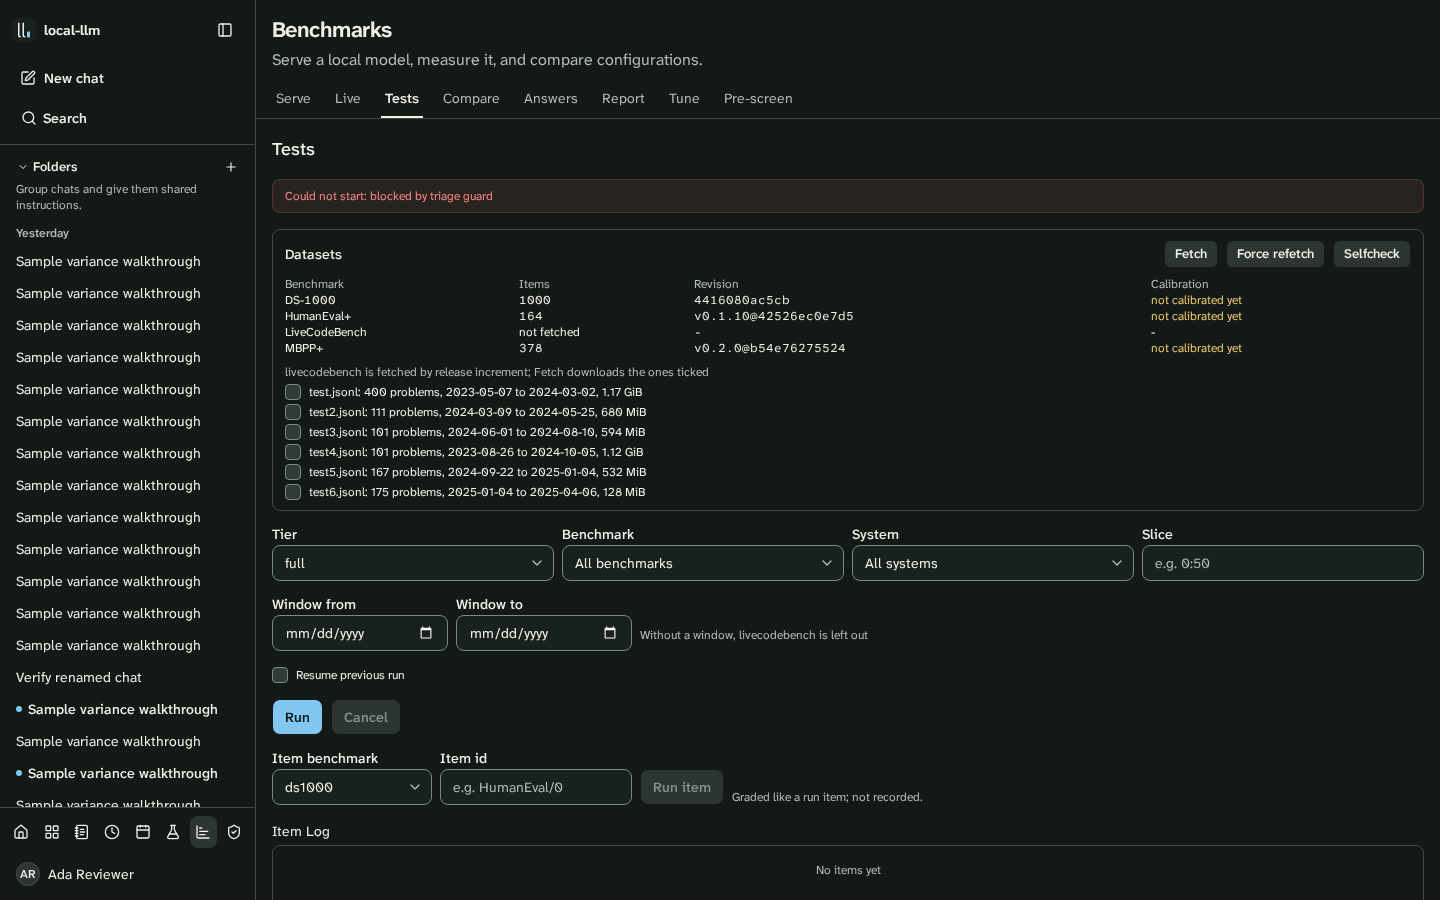 local-llm
New chat
Search
Folders
Group chats and give them shared
instructions.
Yesterday
Sample variance walkthrough
Sample variance walkthrough
Sample variance walkthrough
Sample variance walkthrough
Sample variance walkthrough
Sample variance walkthrough
Sample variance walkthrough
Sample variance walkthrough
Sample variance walkthrough
Sample variance walkthrough
Sample variance walkthrough
Sample variance walkthrough
Sample variance walkthrough
Verify renamed chat
Sample variance walkthrough
Sample variance walkthrough
Sample variance walkthrough
Sample variance walkthrough
AR Ada Reviewer
Benchmarks
Serve a local model, measure it, and compare configurations.
Serve Live Tests Compare Answers Report Tune Pre-screen
Tests
Could not start: blocked by triage guard
Datasets Fetch Force refetch Selfcheck
Benchmark Items Revision Calibration
DS-1000 1000 4416080ac5cb not calibrated yet
HumanEval+ 164 v0.1.10@42526ec0e7d5 not calibrated yet
LiveCodeBench not fetched - -
MBPP+ 378 v0.2.0@b54e76275524 not calibrated yet
livecodebench is fetched by release increment; Fetch downloads the ones ticked
test.jsonl: 400 problems, 2023-05-07 to 2024-03-02, 1.17 GiB
test2.jsonl: 111 problems, 2024-03-09 to 2024-05-25, 680 MiB
test3.jsonl: 101 problems, 2024-06-01 to 2024-08-10, 594 MiB
test4.jsonl: 101 problems, 2023-08-26 to 2024-10-05, 1.12 GiB
test5.jsonl: 167 problems, 2024-09-22 to 2025-01-04, 532 MiB
test6.jsonl: 175 problems, 2025-01-04 to 2025-04-06, 128 MiB
Tier Benchmark System Slice
full All benchmarks All systems e.g. 0:50
Window from Window to
mm/dd/yyyy mm/dd/yyyy Without a window, livecodebench is left out
Resume previous run
Run Cancel
Item benchmark Item id
ds1000 e.g. HumanEval/0 Run item Graded like a run item; not recorded.
Item Log
No items yet